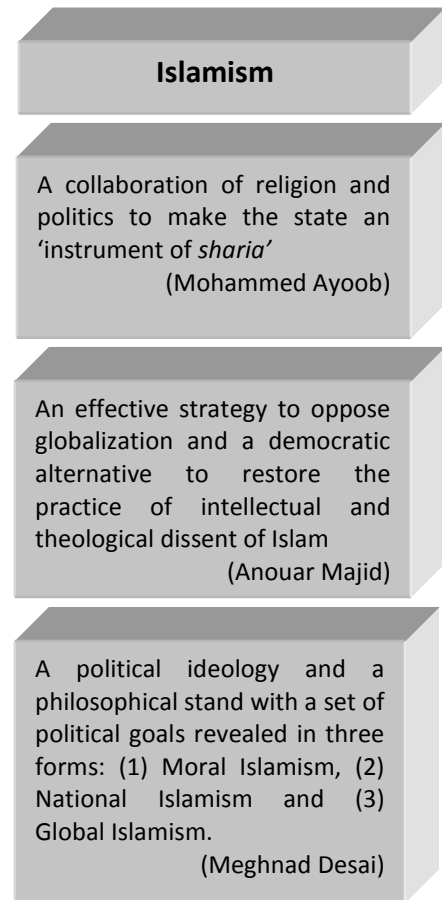 Islamism
A collaboration of religion and
politics to make the state an
‘instrument of sharia’
(Mohammed Ayoob)
An effective strategy to oppose
globalization and a democratic
alternative to restore the
practice of intellectual and
theological dissent of Islam
(Anouar Majid)
A political ideology and a
philosophical stand with a set of
political goals revealed in three
forms: (1) Moral Islamism, (2)
National Islamism and (3)
Global Islamism.
(Meghnad Desai)